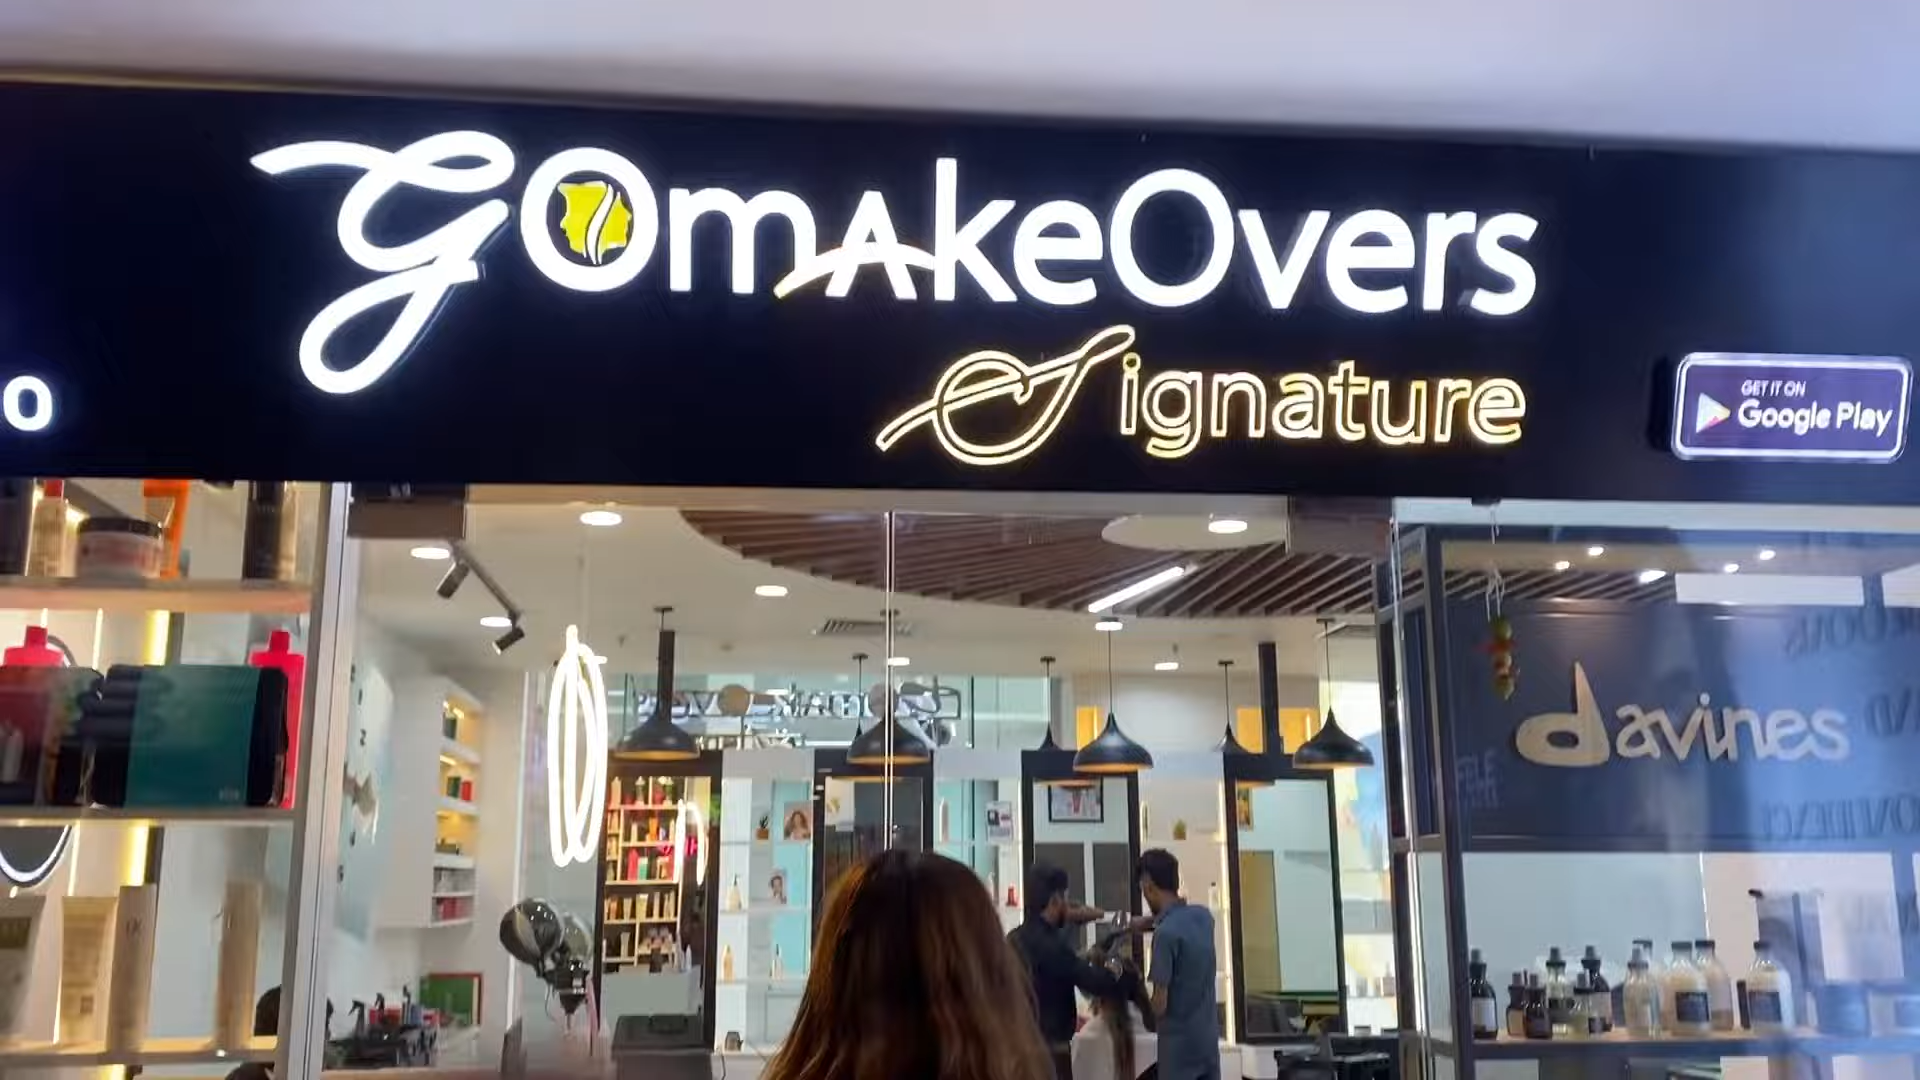 GOmAkeOvers
Signature
O
GET IT ON
Google Play
davines